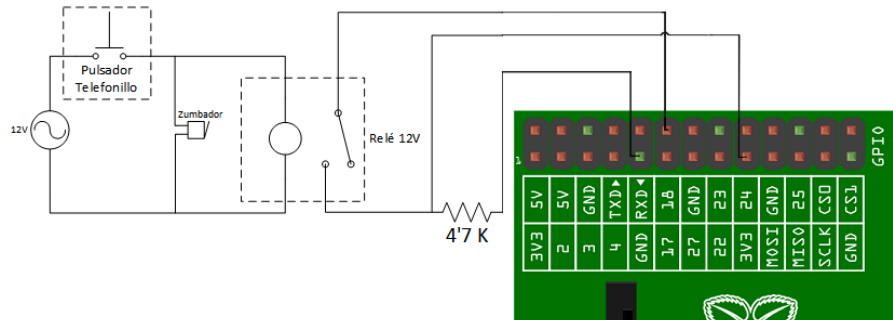 Pulsador
Telefonillo
12V
Zumbador
Relé 12V
4'7 K
1
GPIO
5V
5V
GND
TXD▶
RXD◀
18
GND
23
24
GND
25
CS0
CS1
3V3
2
3
4
GND
17
27
22
3V3
MOSI
MISO
SCLK
GND